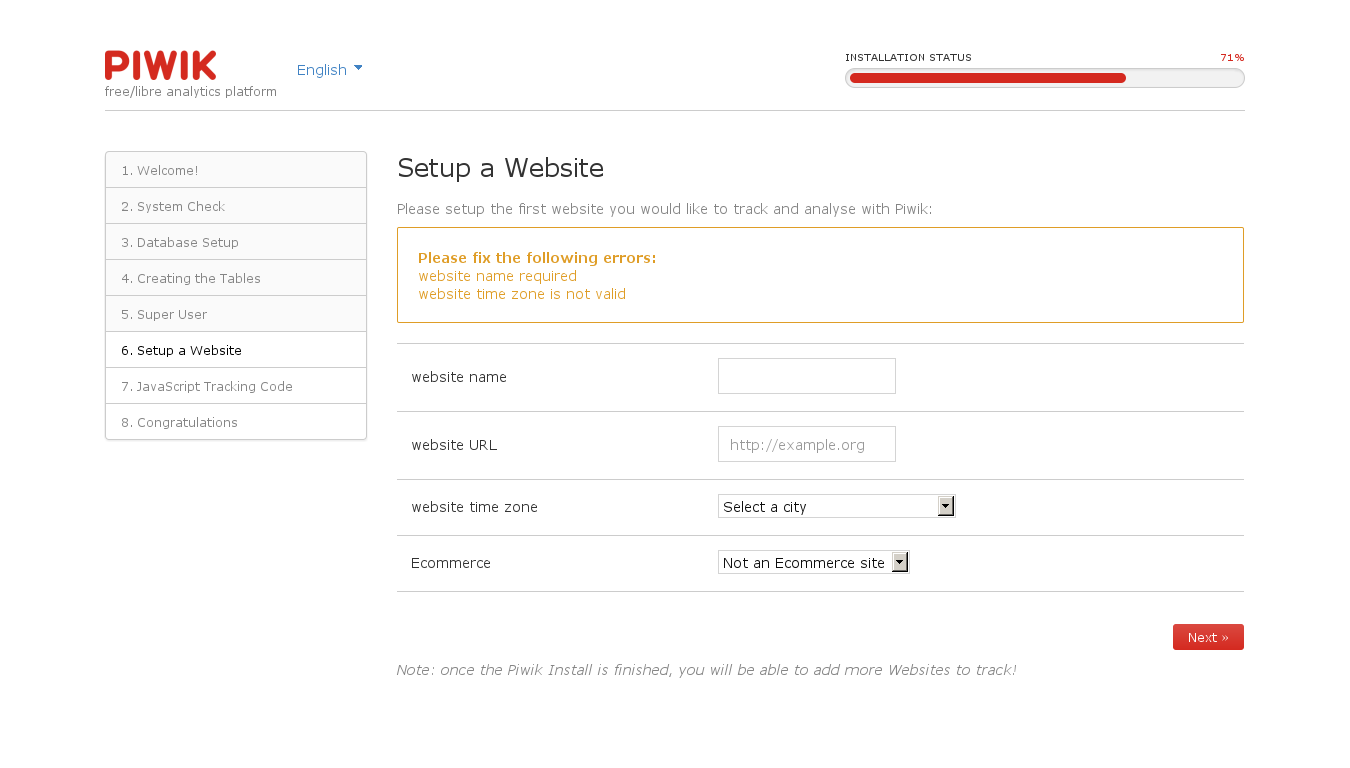 PIWIK
free/libre analytics platform
English
INSTALLATION STATUS 71%
1. Welcome!
2. System Check
3. Database Setup
4. Creating the Tables
5. Super User
6. Setup a Website
7. JavaScript Tracking Code
8. Congratulations
Setup a Website
Please setup the first website you would like to track and analyse with Piwik:
Please fix the following errors:
website name required
website time zone is not valid
website name
website URL http://example.org
website time zone Select a city
Ecommerce Not an Ecommerce site
Next »
Note: once the Piwik Install is finished, you will be able to add more Websites to track!